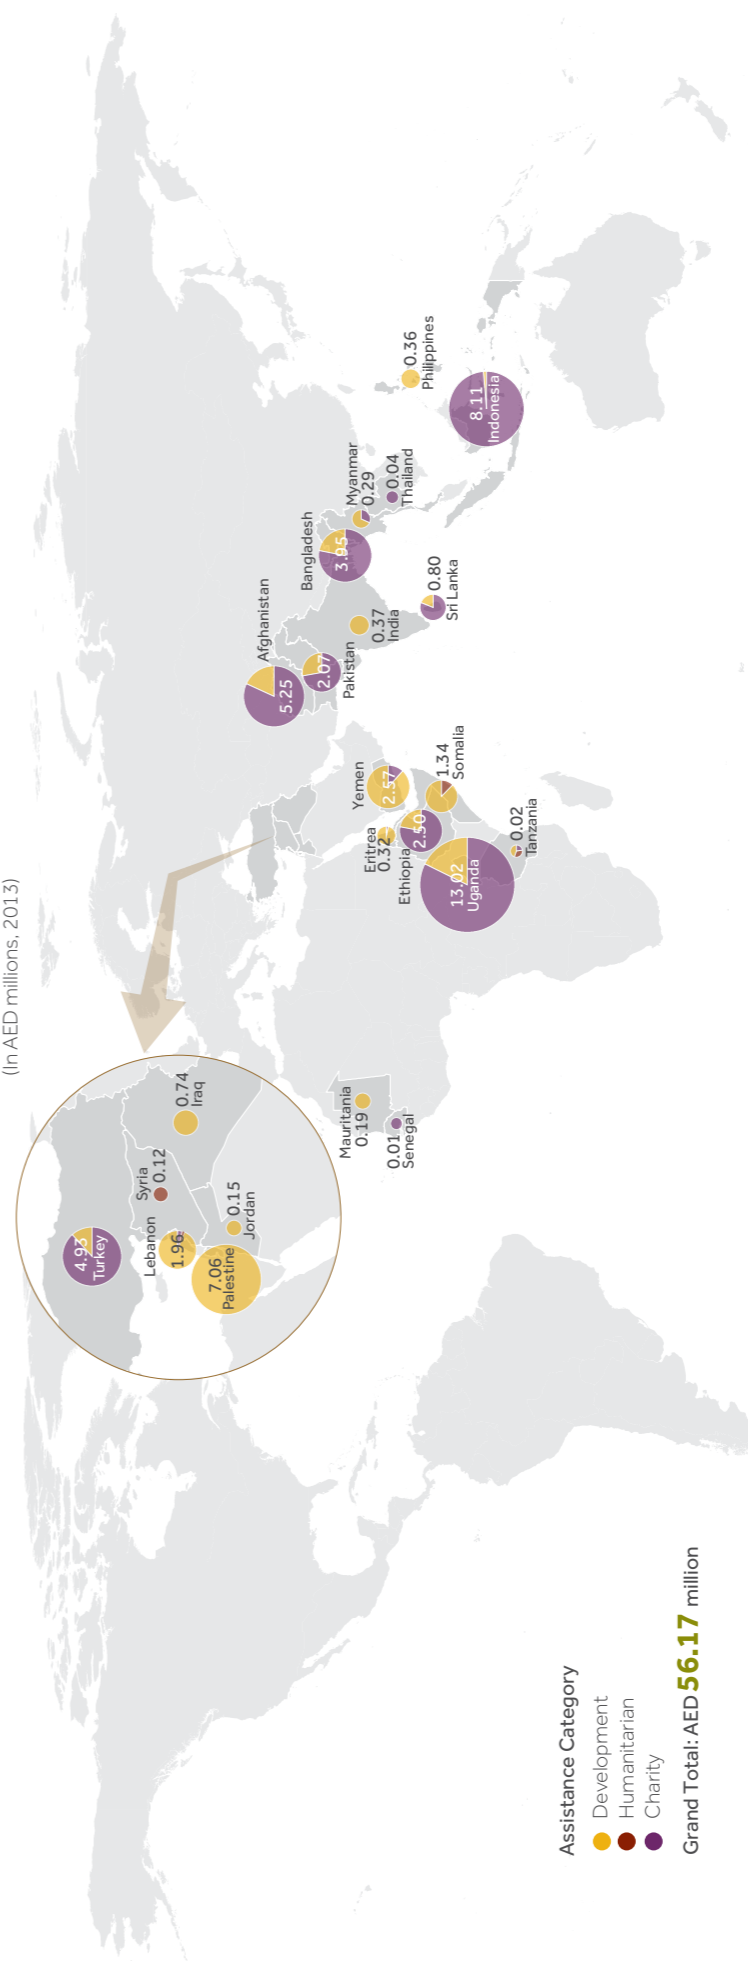 (In AED millions, 2013)
4.93
Turkey
Lebanon
1.96
Syria
0.12
0.74
Iraq
7.06
Palestine
0.15
Jordan
Mauritania
0.19
0.01
Senegal
Eritrea
0.32
Ethiopia
2.50
13.02
Uganda
Yemen
2.57
1.34
Somalia
0.02
Tanzania
Afghanistan
5.25
2.07
Pakistan
0.37
India
Bangladesh
3.95
Myanmar
0.29
0.04
Thailand
0.80
Sri Lanka
0.36
Philippines
8.11
Indonesia
Assistance Category
Development
Humanitarian
Charity
Grand Total: AED 56.17 million